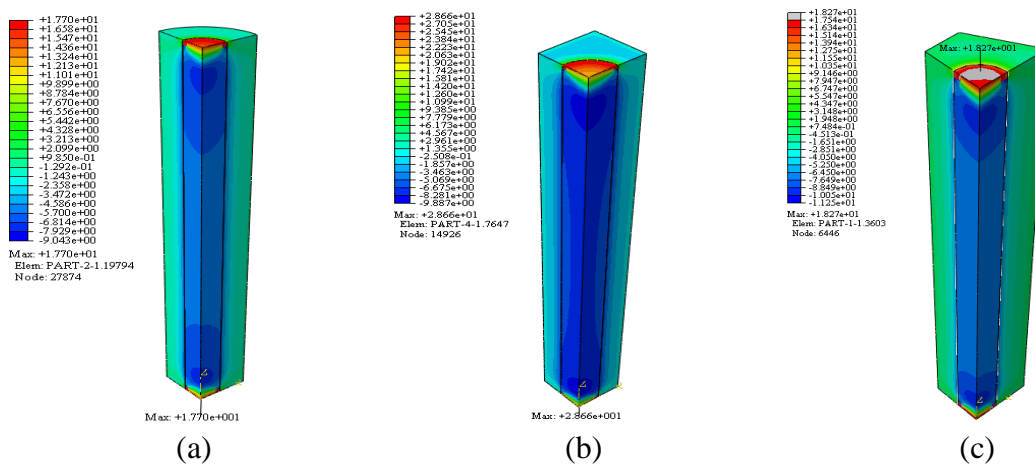 +1.770e+01
+1.658e+01
+1.547e+01
+1.436e+01
+1.324e+01
+1.213e+01
+1.101e+01
+9.899e+00
+8.784e+00
+7.670e+00
+6.556e+00
+5.442e+00
+4.328e+00
+3.213e+00
+2.099e+00
+9.850e-01
-1.292e-01
-1.243e+00
-2.358e+00
-3.472e+00
-4.586e+00
-5.700e+00
-6.814e+00
-7.929e+00
-9.043e+00
Max: +1.770e+01
Elem: PART-2-1.19794
Node: 27874
Z
Max: +1.770e+001
(a)
+2.866e+01
+2.705e+01
+2.545e+01
+2.384e+01
+2.223e+01
+2.063e+01
+1.902e+01
+1.742e+01
+1.581e+01
+1.420e+01
+1.260e+01
+1.099e+01
+9.385e+00
+7.779e+00
+6.173e+00
+4.567e+00
+2.961e+00
+1.355e+00
-2.508e-01
-1.857e+00
-3.463e+00
-5.069e+00
-6.675e+00
-8.281e+00
-9.887e+00
Max: +2.866e+01
Elem: PART-4-1.7647
Node: 14926
Z
Max: +2.866e+001
(b)
+1.827e+01
+1.754e+01
+1.634e+01
+1.514e+01
+1.394e+01
+1.275e+01
+1.155e+01
+1.035e+01
+9.146e+00
+7.947e+00
+6.747e+00
+5.547e+00
+4.347e+00
+3.148e+00
+1.948e+00
+7.484e-01
-4.513e-01
-1.651e+00
-2.851e+00
-4.050e+00
-5.250e+00
-6.450e+00
-7.649e+00
-8.849e+00
-1.005e+01
-1.125e+01
Max: +1.827e+01
Elem: PART-1-1.3603
Node: 6446
Max: +1.827e+001
Z
(c)